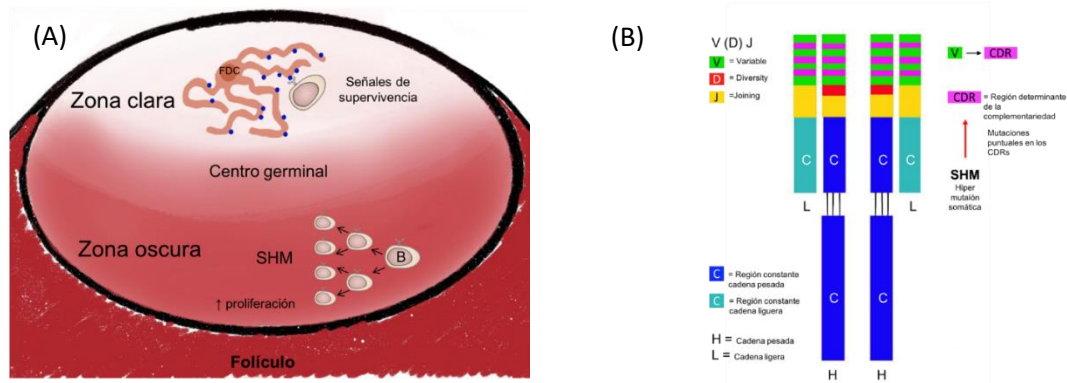 (A)
FDC
Zona clara
Señales de
supervivencia
Centro germinal
Zona oscura
SHM
B
↑ proliferación
Folículo
(B)
V (D) J
V = Variable
D = Diversity
J =Joining
C
C
C
C
L
L
C
C
H
H
C = Región constante
cadena pesada
C = Región constante
cadena liguera
H = Cadena pesada
L = Cadena ligera
V → CDR
CDR = Región determinante
de la
complementariedad
Mutaciones
puntuales en los
CDRs
SHM
Hiper
mutaión
somática